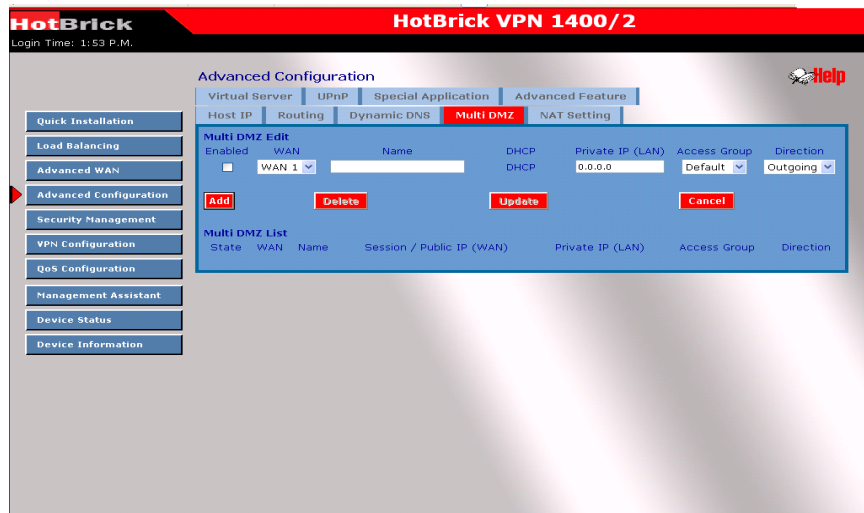 HotBrick
HotBrick VPN 1400/2
Login Time: 1:53 P.M.
Advanced Configuration
Help
Virtual Server UPnP Special Application Advanced Feature
Host IP Routing Dynamic DNS Multi DMZ NAT Setting
Quick Installation
Load Balancing
Advanced WAN
Advanced Configuration
Security Management
VPN Configuration
QoS Configuration
Management Assistant
Device Status
Device Information
Multi DMZ Edit
Enabled WAN Name DHCP Private IP (LAN) Access Group Direction
WAN 1 DHCP 0.0.0.0 Default Outgoing
Add Delete Update Cancel
Multi DMZ List
State WAN Name Session / Public IP (WAN) Private IP (LAN) Access Group Direction